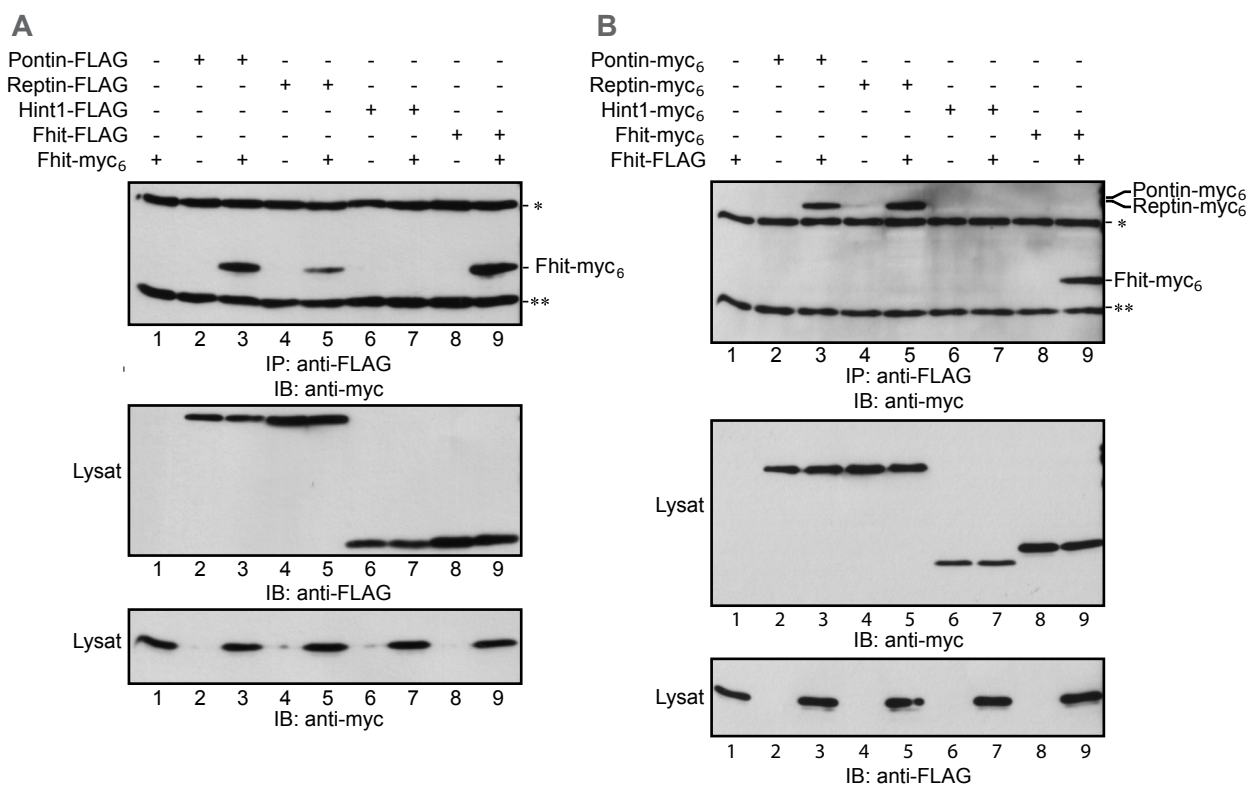 A
Pontin-FLAG - + + - - - - - -
Reptin-FLAG - - - + + - - - -
Hint1-FLAG - - - - - + + - -
Fhit-FLAG - - - - - - - + +
Fhit-myc6 + - + - + - + - +
*
Fhit-myc6
**
1 2 3 4 5 6 7 8 9
IP: anti-FLAG
IB: anti-myc
Lysat
1 2 3 4 5 6 7 8 9
IB: anti-FLAG
Lysat
1 2 3 4 5 6 7 8 9
IB: anti-myc
B
Pontin-myc6 - + + - - - - - -
Reptin-myc6 - - - + + - - - -
Hint1-myc6 - - - - - + + - -
Fhit-myc6 - - - - - - - + +
Fhit-FLAG + - + - + - + - +
Pontin-myc6
Reptin-myc6
*
Fhit-myc6
**
1 2 3 4 5 6 7 8 9
IP: anti-FLAG
IB: anti-myc
Lysat
1 2 3 4 5 6 7 8 9
IB: anti-myc
Lysat
1 2 3 4 5 6 7 8 9
IB: anti-FLAG